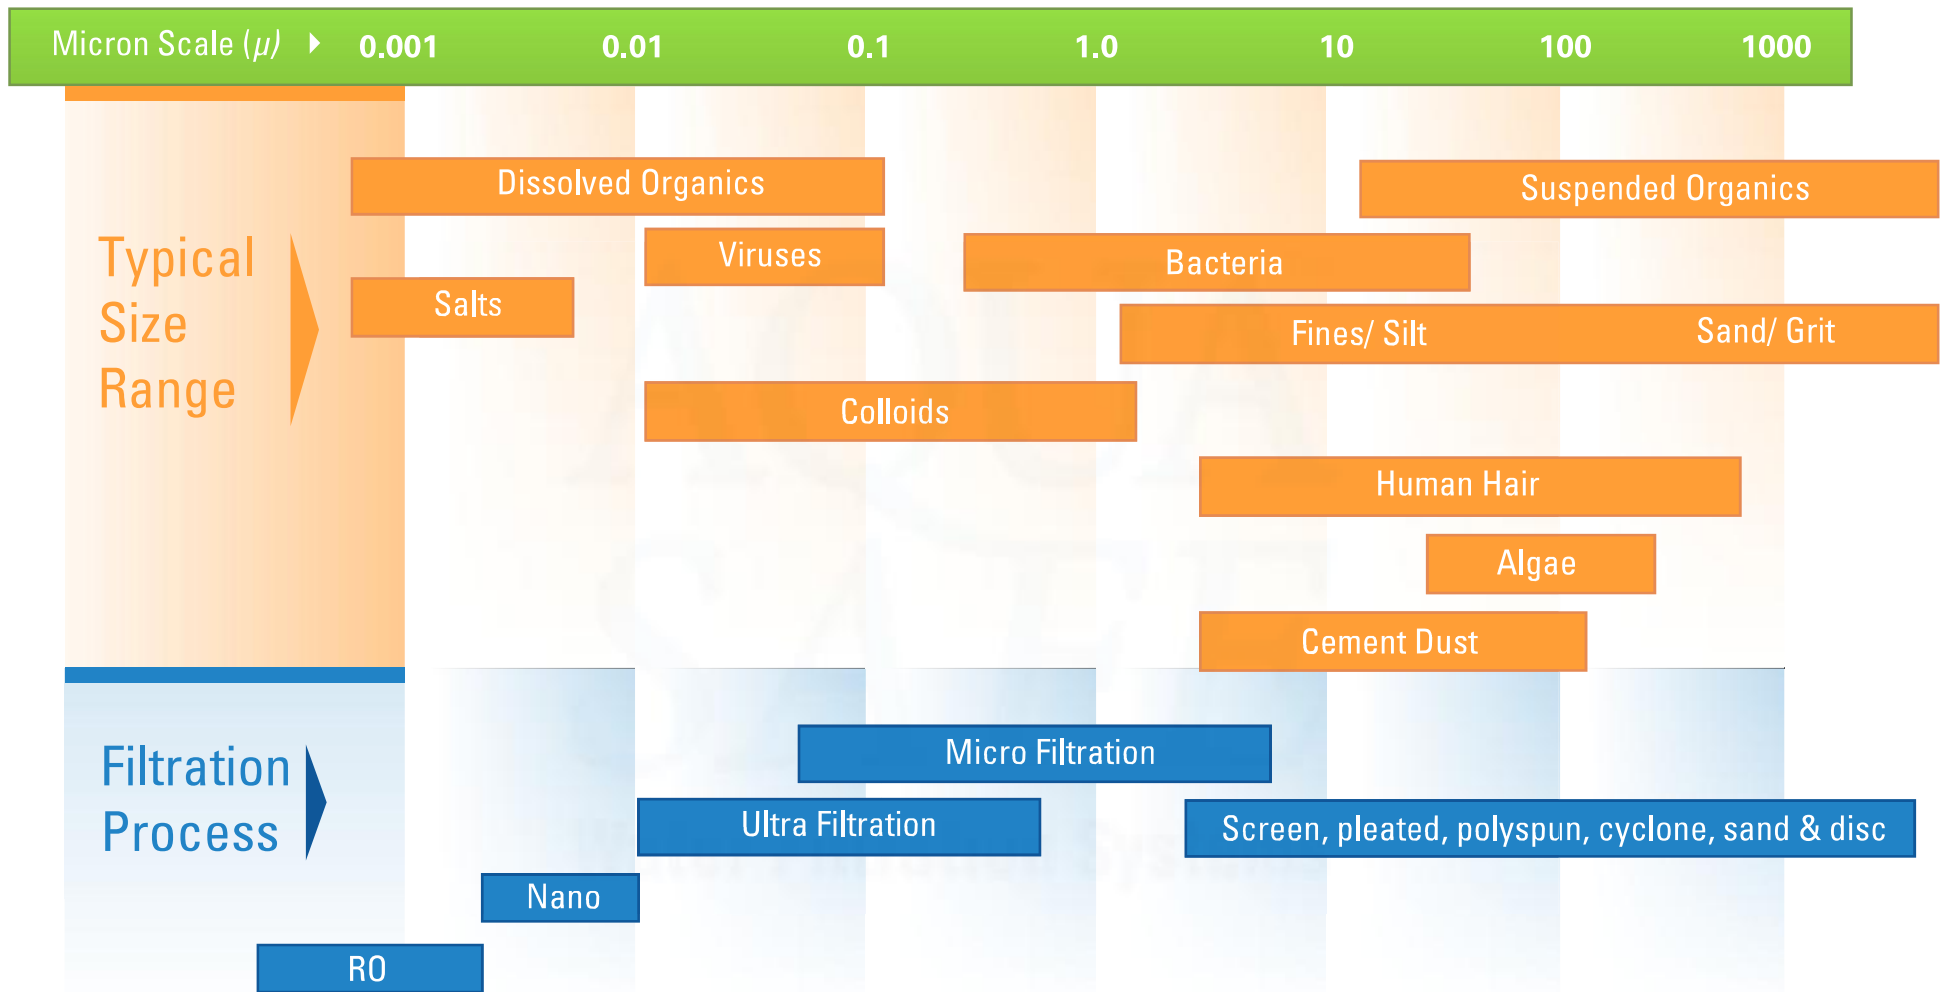 Micron Scale (µ) 0.001 0.01 0.1 1.0 10 100 1000
Dissolved Organics
Suspended Organics
Typical
Size
Range
Viruses
Bacteria
Salts
Fines/ Silt
Sand/ Grit
Colloids
Human Hair
Algae
Cement Dust
Filtration
Process
Micro Filtration
Ultra Filtration
Screen, pleated, polyspun, cyclone, sand & disc
Nano
RO
AQUA
SAFE